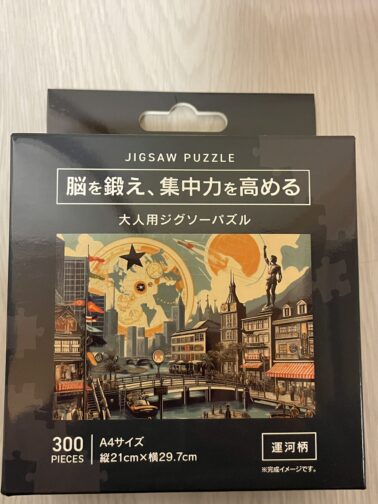 JIGSAW PUZZLE
脳を鍛え、集中力を高める
大人用ジグソーパズル
300
PIECES
A4サイズ
縦21cm×横29.7cm
運河柄
※完成イメージです。